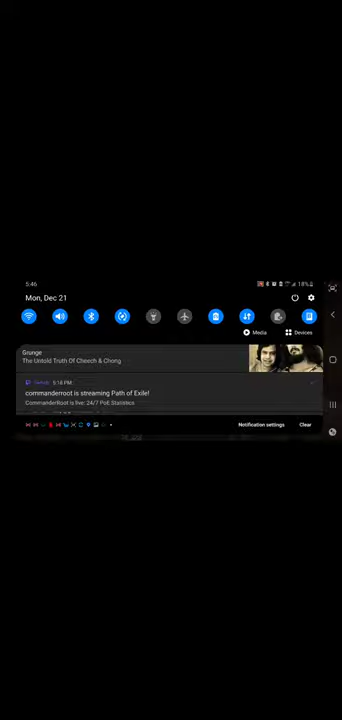 5:46
18%
Mon, Dec 21
Media
Devices
Grunge
The Untold Truth Of Cheech & Chong
Twitch 5:18 PM
commanderroot is streaming Path of Exile!
CommanderRoot is live: 24/7 PoE Statistics
Notification settings
Clear